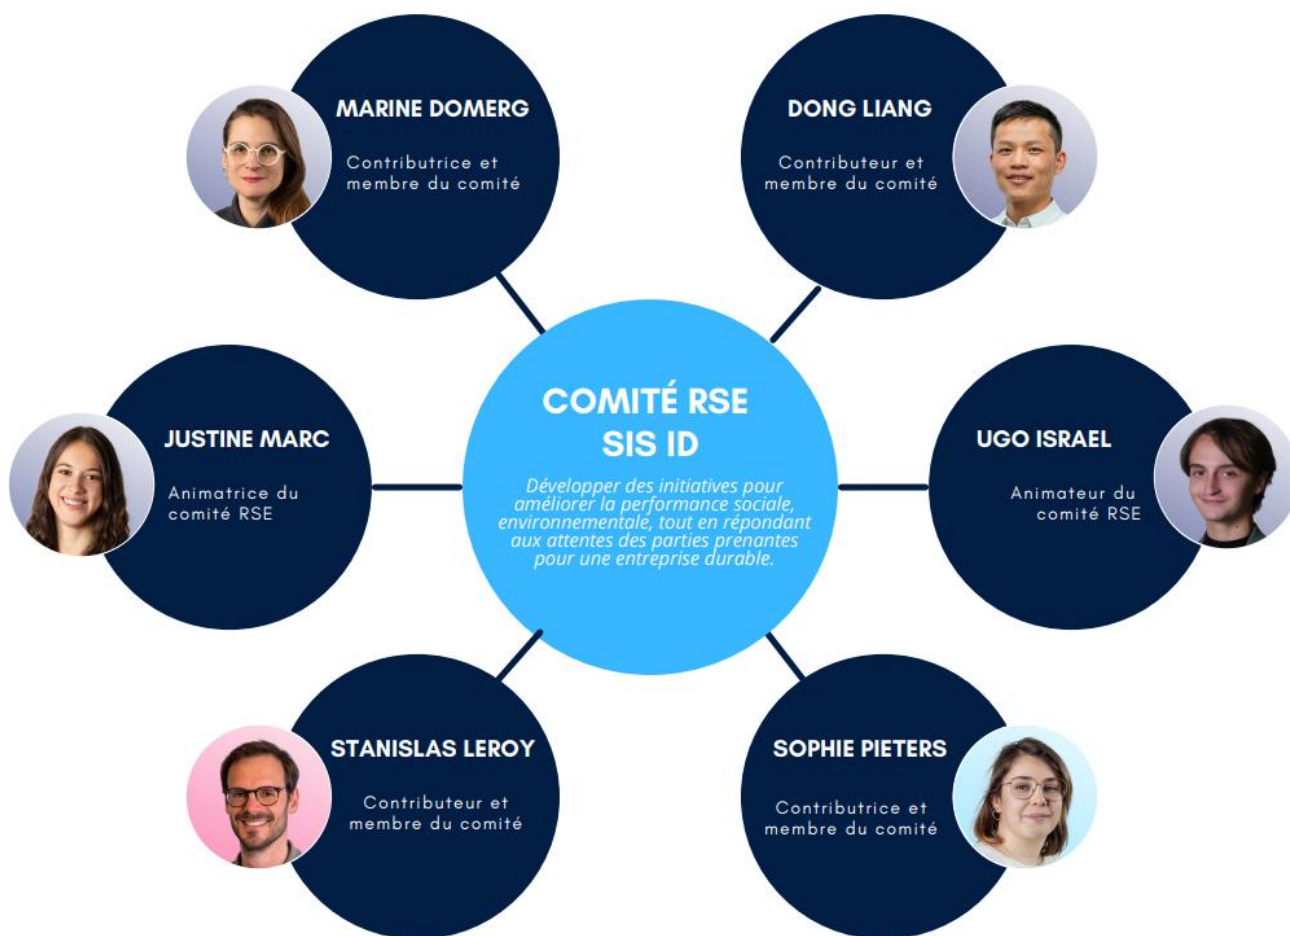 MARINE DOMERG
Contributrice et
membre du comité
DONG LIANG
Contributeur et
membre du comité
JUSTINE MARC
Animatrice du
comité RSE
COMITÉ RSE
SIS ID
Développer des initiatives pour
améliorer la performance sociale,
environnementale, tout en répondant
aux attentes des parties prenantes
pour une entreprise durable.
UGO ISRAEL
Animateur du
comité RSE
STANISLAS LEROY
Contributeur et
membre du comité
SOPHIE PIETERS
Contributrice et
membre du comité